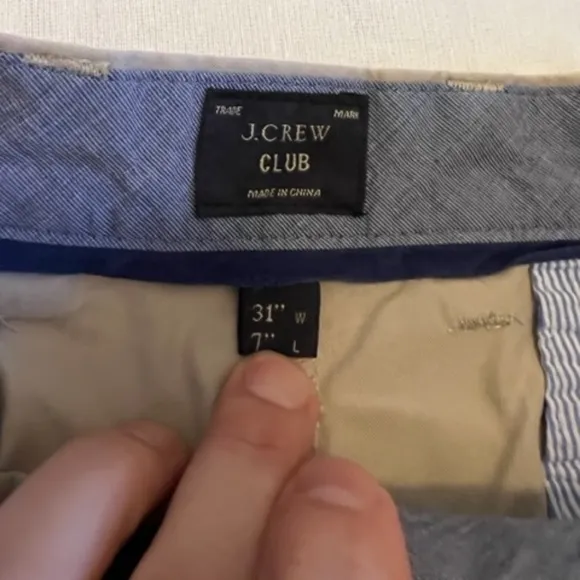 TRADE MARK
J.CREW
CLUB
MADE IN CHINA
31" W
7" L